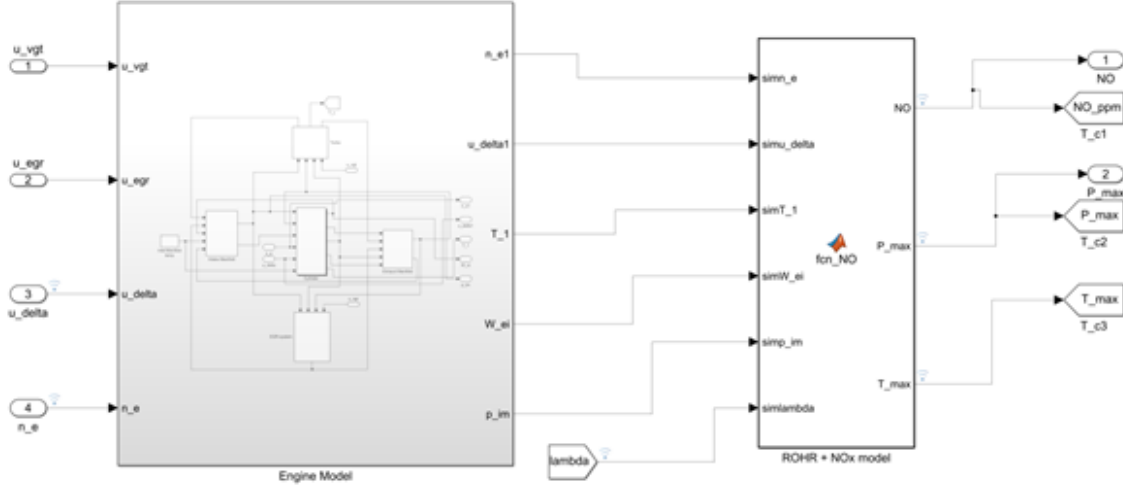 u_vgt
1
u_vgt
u_egr
2
u_egr
3
u_delta
u_delta
4
n_e
n_e
n_e1
u_delta1
T_1
W_ei
p_im
Engine Model
lambda
simn_e
simu_delta
simT_1
simW_ei
simp_im
simlambda
fcn_NO
NO
P_max
T_max
ROHR + NOx model
1
NO
NO_ppm
T_c1
2
P_max
P_max
T_c2
T_max
T_c3